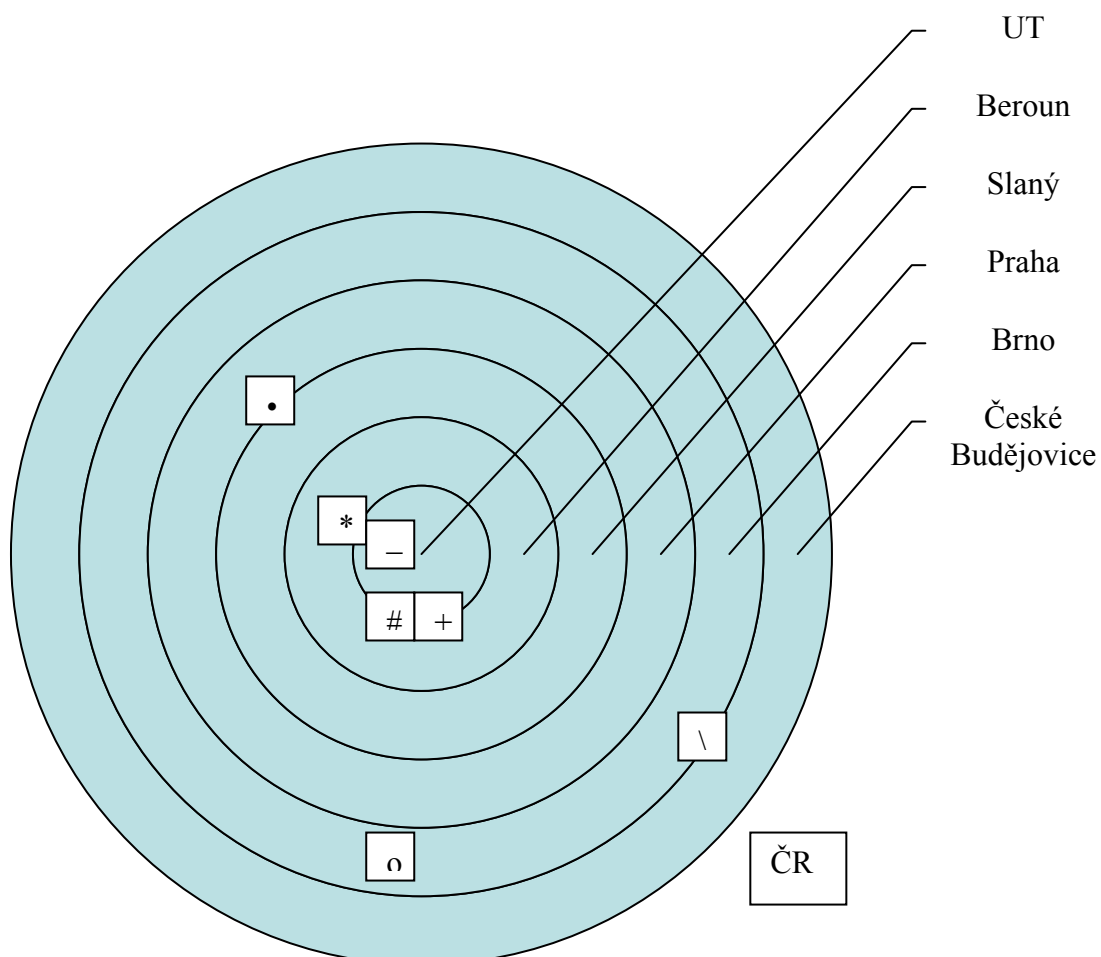 UT
Beroun
Slaný
Praha
Brno
České
Budějovice
•
*
–
# +
\
o
ČR